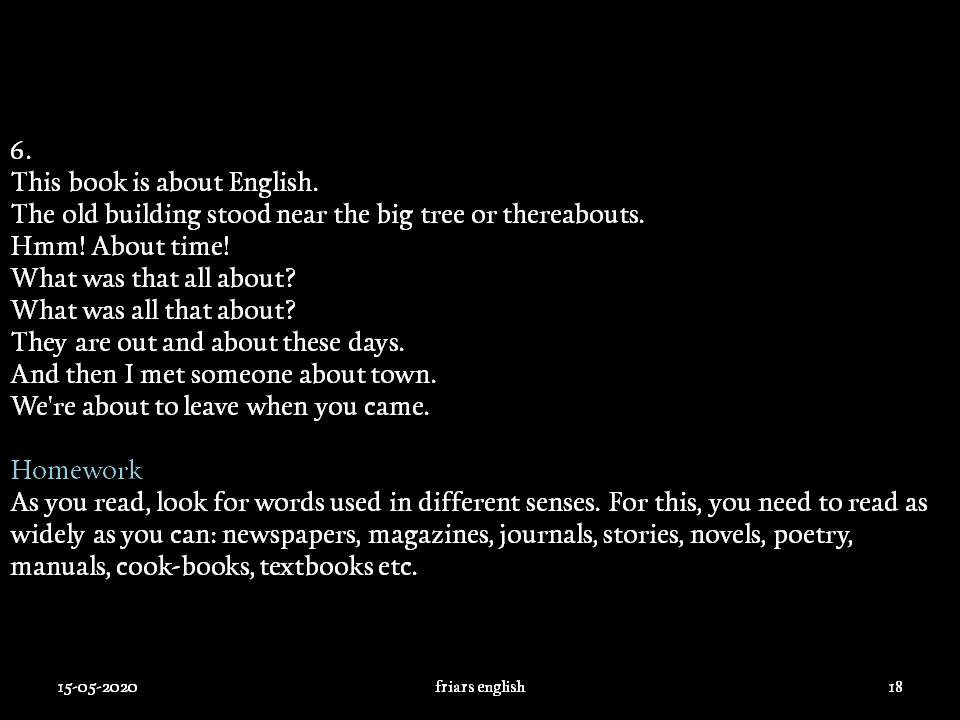 6.
This book is about English.
The old building stood near the big tree or thereabouts.
Hmm! About time!
What was that all about?
What was all that about?
They are out and about these days.
And then I met someone about town.
We're about to leave when you came.
Homework
As you read, look for words used in different senses. For this, you need to read as
widely as you can: newspapers, magazines, journals, stories, novels, poetry,
manuals, cook-books, textbooks etc.
15-05-2020 friars english 18